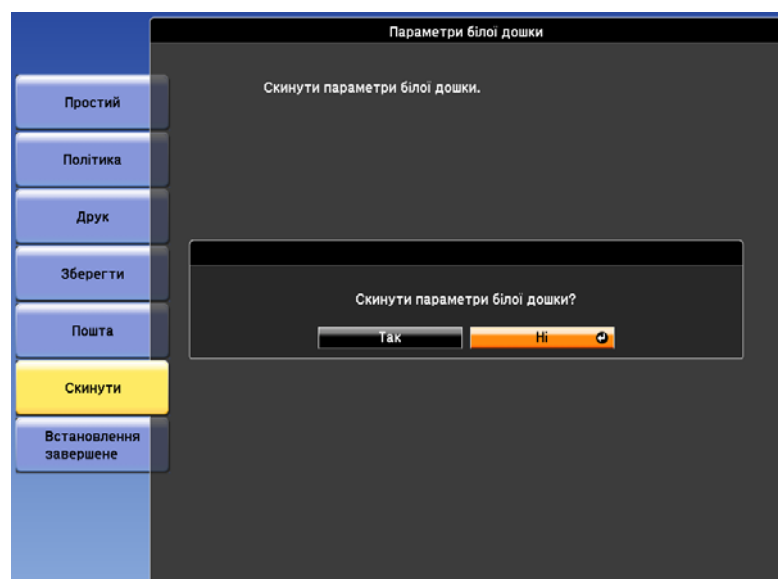 Параметри білої дошки
Скинути параметри білої дошки.
Простий
Політика
Друк
Зберегти
Пошта
Скинути
Встановлення
завершене
Скинути параметри білої дошки?
Так
Ні